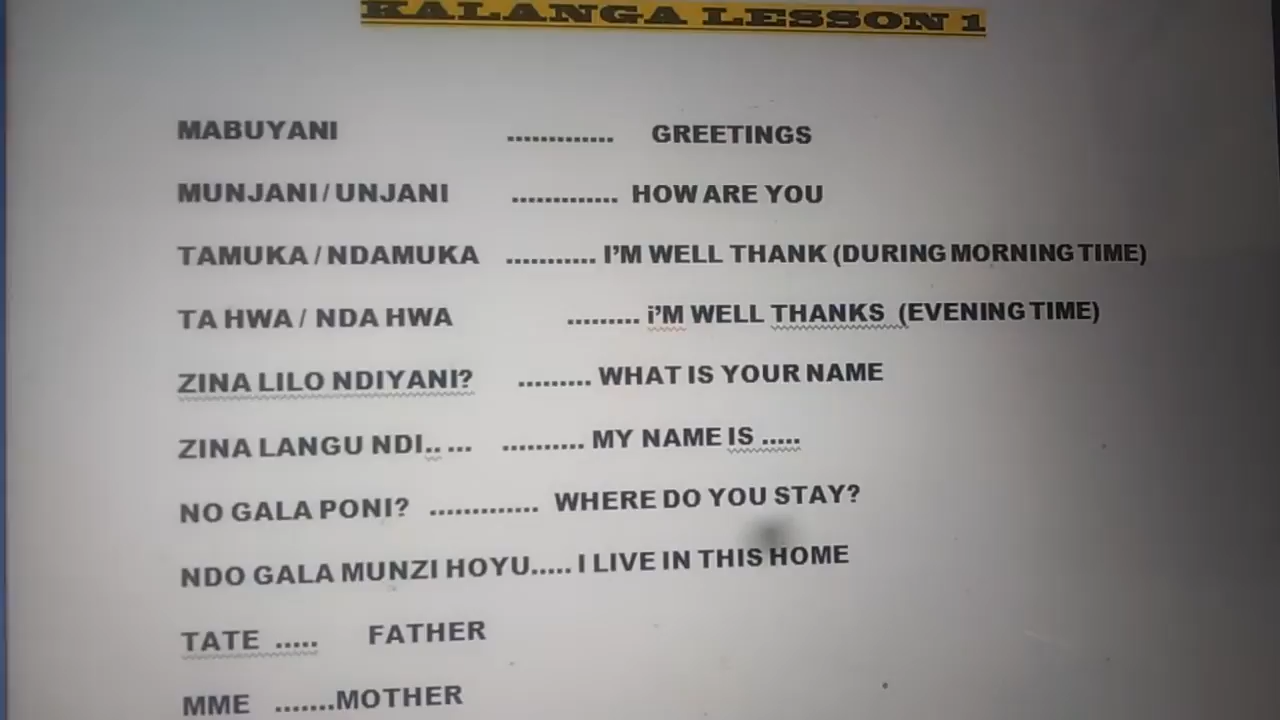 KALANGA LESSON 1
MABUYANI ............. GREETINGS
MUNJANI / UNJANI ............. HOW ARE YOU
TAMUKA / NDAMUKA ........... I'M WELL THANK (DURING MORNING TIME)
TA HWA / NDA HWA ......... i'M WELL THANKS (EVENING TIME)
ZINA LILO NDIYANI? ......... WHAT IS YOUR NAME
ZINA LANGU NDI.. ... .......... MY NAME IS .....
NO GALA PONI? ............. WHERE DO YOU STAY?
NDO GALA MUNZI HOYU..... I LIVE IN THIS HOME
TATE ..... FATHER
MME .......MOTHER